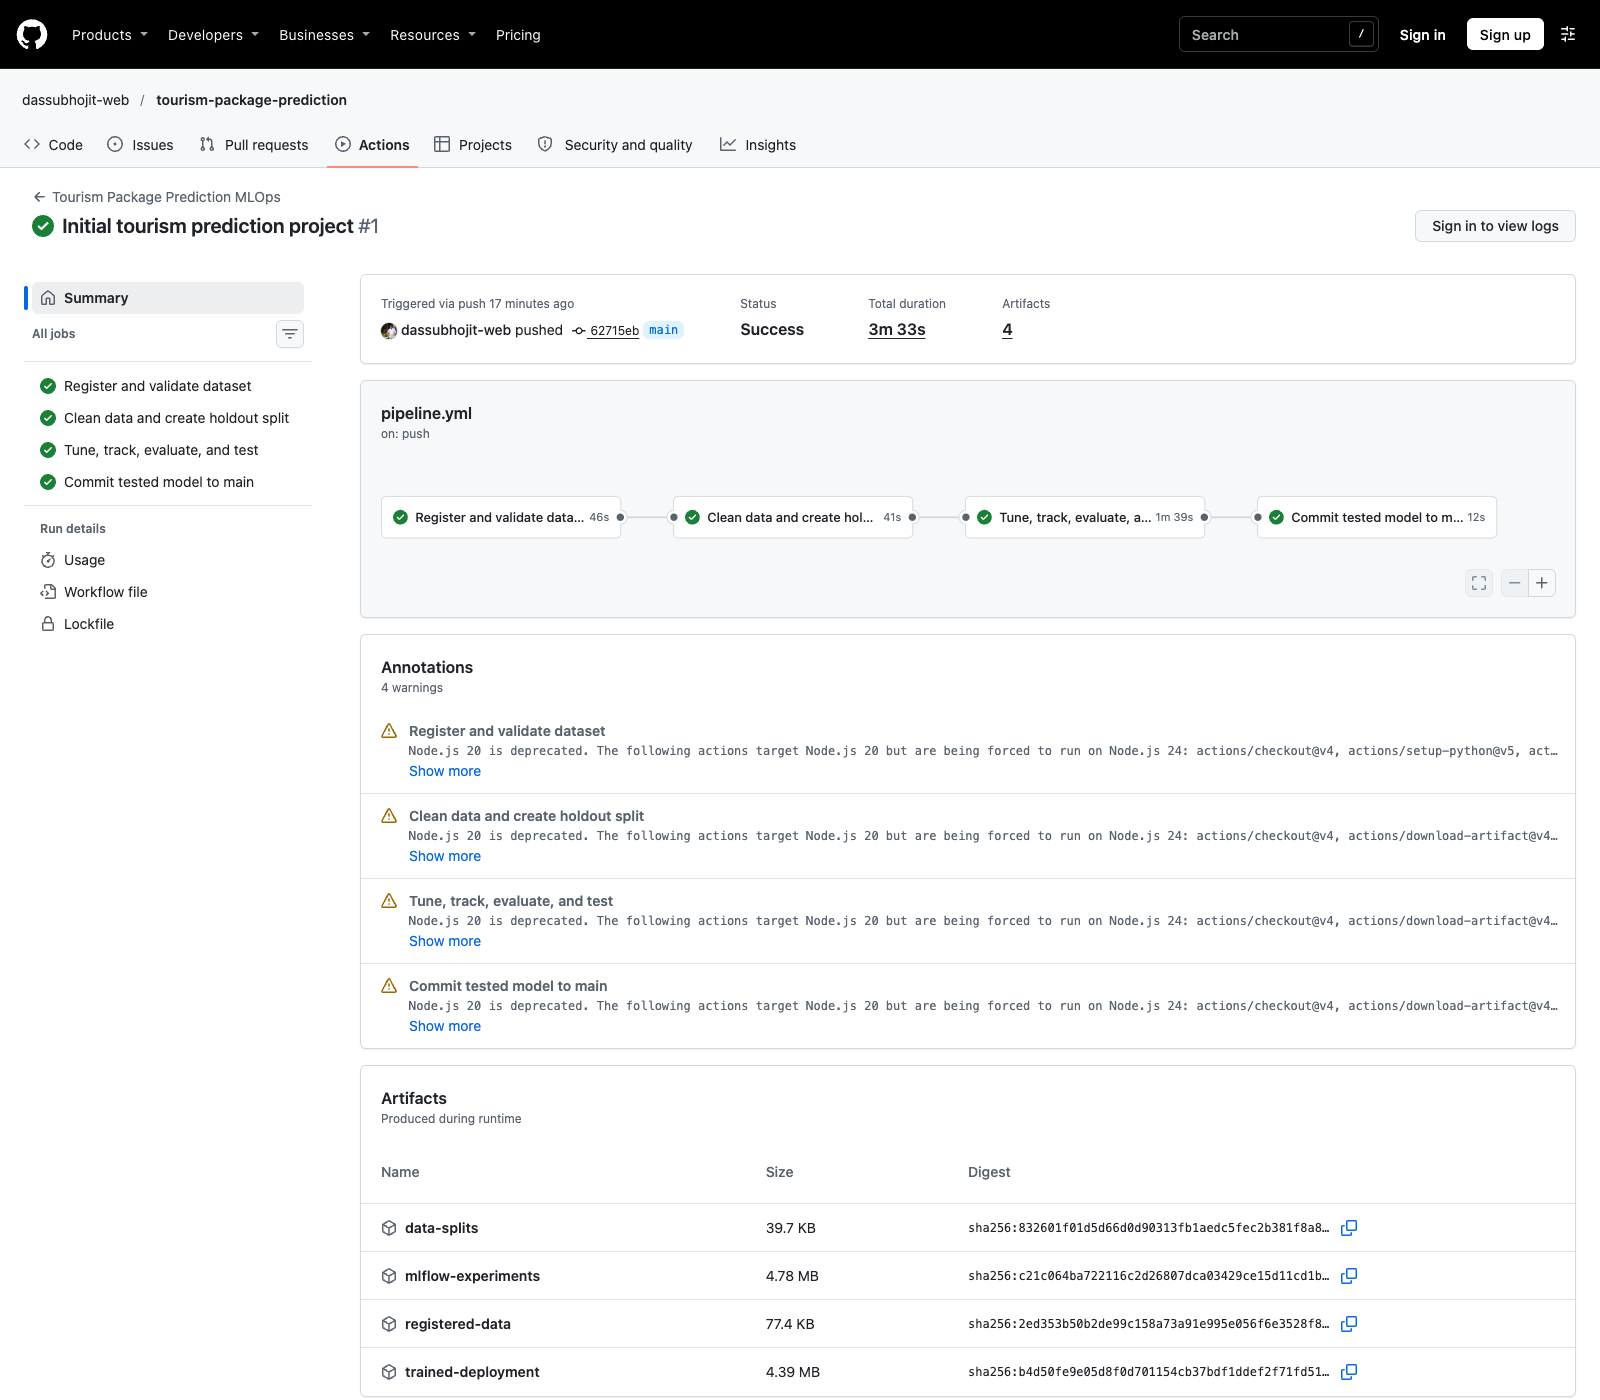 Products Developers Businesses Resources Pricing Search / Sign in Sign up
dassubhojit-web / tourism-package-prediction
Code Issues Pull requests Actions Projects Security and quality Insights
Tourism Package Prediction MLOps
Initial tourism prediction project #1
Sign in to view logs
Summary
All jobs
Register and validate dataset
Clean data and create holdout split
Tune, track, evaluate, and test
Commit tested model to main
Run details
Usage
Workflow file
Lockfile
Triggered via push 17 minutes ago
dassubhojit-web pushed 62715eb main
Status
Success
Total duration
3m 33s
Artifacts
4
pipeline.yml
on: push
Register and validate data... 46s
Clean data and create hol... 41s
Tune, track, evaluate, a... 1m 39s
Commit tested model to m... 12s
Annotations
4 warnings
Register and validate dataset
Node.js 20 is deprecated. The following actions target Node.js 20 but are being forced to run on Node.js 24: actions/checkout@v4, actions/setup-python@v5, act…
Show more
Clean data and create holdout split
Node.js 20 is deprecated. The following actions target Node.js 20 but are being forced to run on Node.js 24: actions/checkout@v4, actions/download-artifact@v4…
Show more
Tune, track, evaluate, and test
Node.js 20 is deprecated. The following actions target Node.js 20 but are being forced to run on Node.js 24: actions/checkout@v4, actions/download-artifact@v4…
Show more
Commit tested model to main
Node.js 20 is deprecated. The following actions target Node.js 20 but are being forced to run on Node.js 24: actions/checkout@v4, actions/download-artifact@v4…
Show more
Artifacts
Produced during runtime
Name Size Digest
data-splits 39.7 KB sha256:832601f01d5d66d0d90313fb1aedc5fec2b381f8a8…
mlflow-experiments 4.78 MB sha256:c21c064ba722116c2d26807dca03429ce15d11cd1b…
registered-data 77.4 KB sha256:2ed353b50b2de99c158a73a91e995e056f6e3528f8…
trained-deployment 4.39 MB sha256:b4d50fe9e05d8f0d701154cb37bdf1ddef2f71fd51…